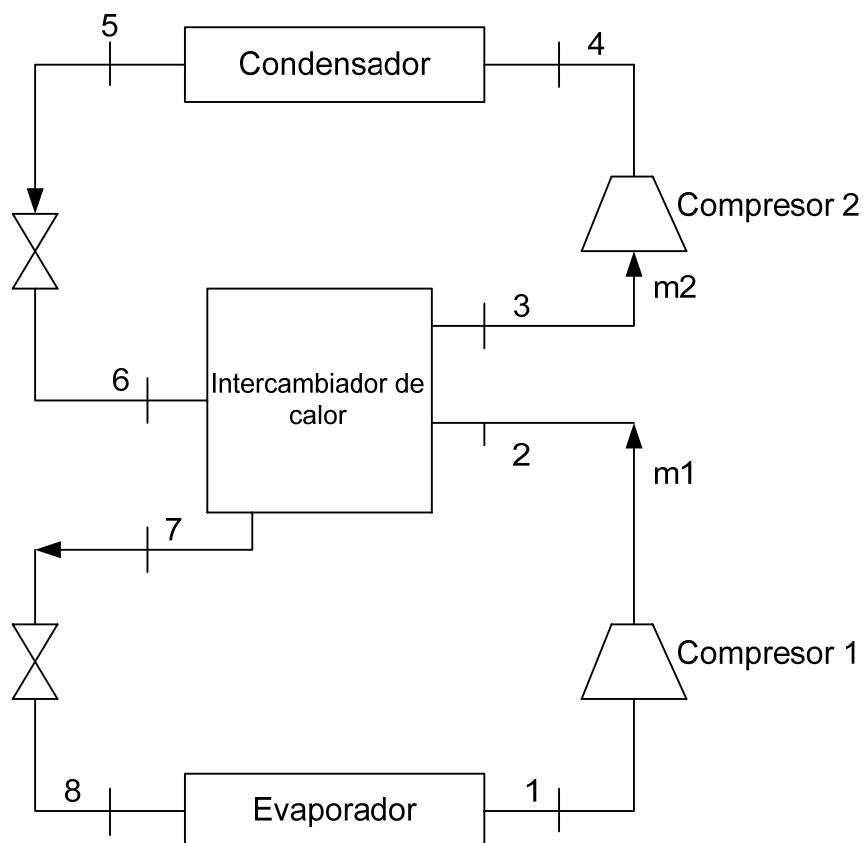 5
Condensador
4
Compresor 2
m2
3
Intercambiador de
calor
6
2
m1
7
Compresor 1
8
Evaporador
1